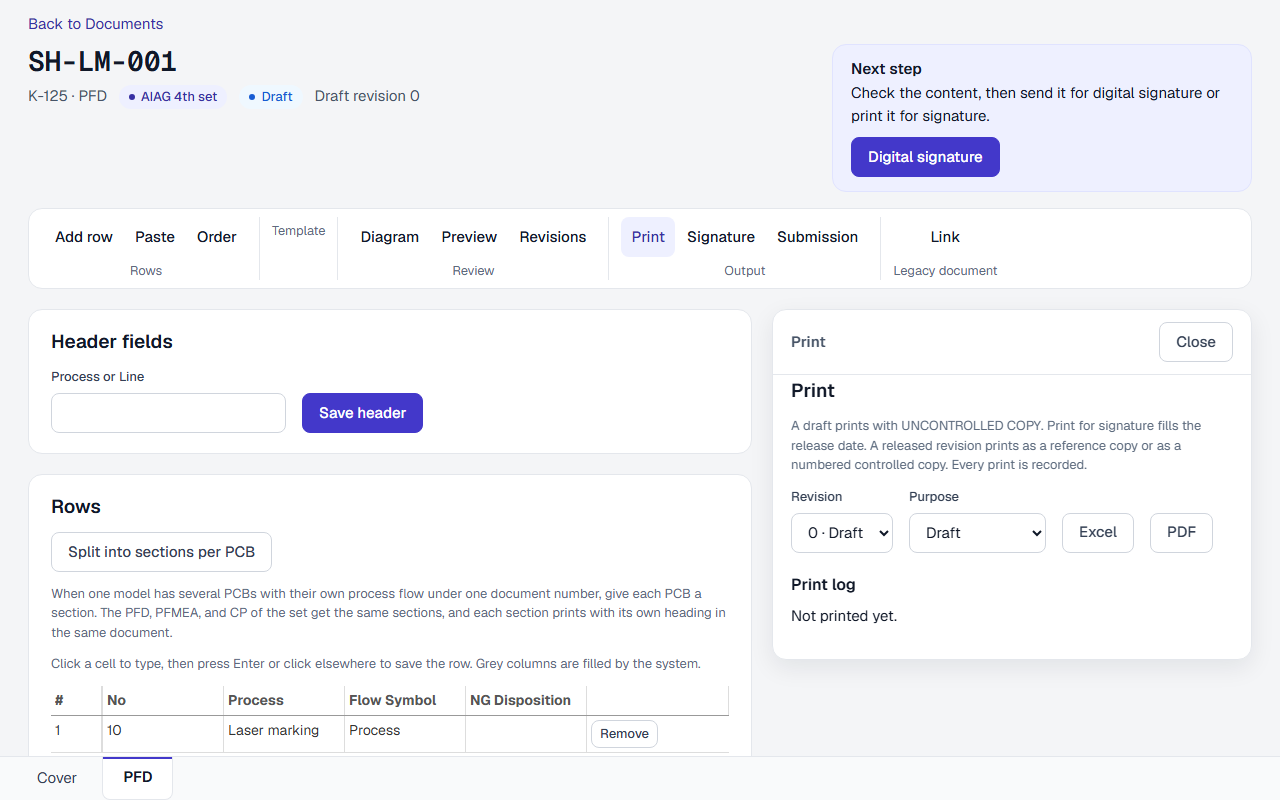 Back to Documents
SH-LM-001
K-125 · PFD AIAG 4th set Draft Draft revision 0
Next step
Check the content, then send it for digital signature or
print it for signature.
Digital signature
Add row Paste Order
Rows
Template
Diagram Preview Revisions
Review
Print Signature Submission
Output
Link
Legacy document
Header fields
Process or Line
Save header
Rows
Split into sections per PCB
When one model has several PCBs with their own process flow under one document number, give each PCB a
section. The PFD, PFMEA, and CP of the set get the same sections, and each section prints with its own heading in
the same document.
Click a cell to type, then press Enter or click elsewhere to save the row. Grey columns are filled by the system.
# No Process Flow Symbol NG Disposition
1 10 Laser marking Process Remove
Print
Close
Print
A draft prints with UNCONTROLLED COPY. Print for signature fills the
release date. A released revision prints as a reference copy or as a
numbered controlled copy. Every print is recorded.
Revision Purpose
0 · Draft Draft Excel PDF
Print log
Not printed yet.
Cover PFD